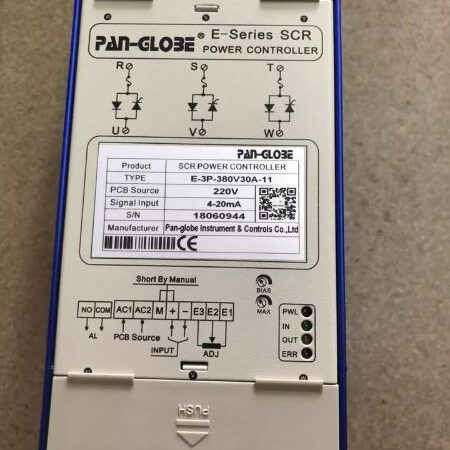 PAN-GLOBE® E-Series SCR
POWER CONTROLLER
R S T
U V W
PAN-GLOBE
Product SCR POWER CONTROLLER
TYPE E-3P-380V30A-11
PCB Source 220V
Signal Input 4-20mA
S/N 18060944
Manufacturer Pan-globe Instrument & Controls Co.,Ltd
Short By Manual
BIAS
MAX
NO COM AC1 AC2 M + - E3 E2 E1
AL PCB Source INPUT ADJ
PWL
IN
OUT
ERR
PUSH